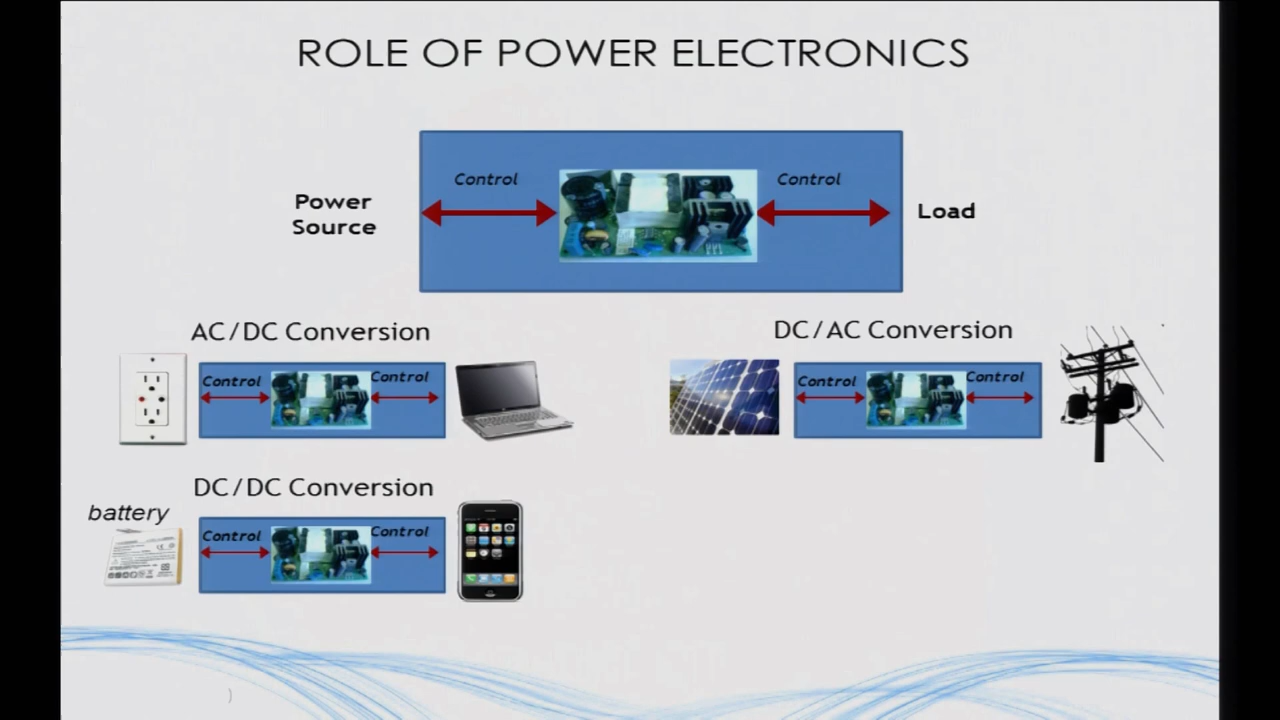 ROLE OF POWER ELECTRONICS
Control
Control
Power
Source
Load
AC/DC Conversion
DC/AC Conversion
Control
Control
Control
Control
DC/DC Conversion
battery
Control
Control
)